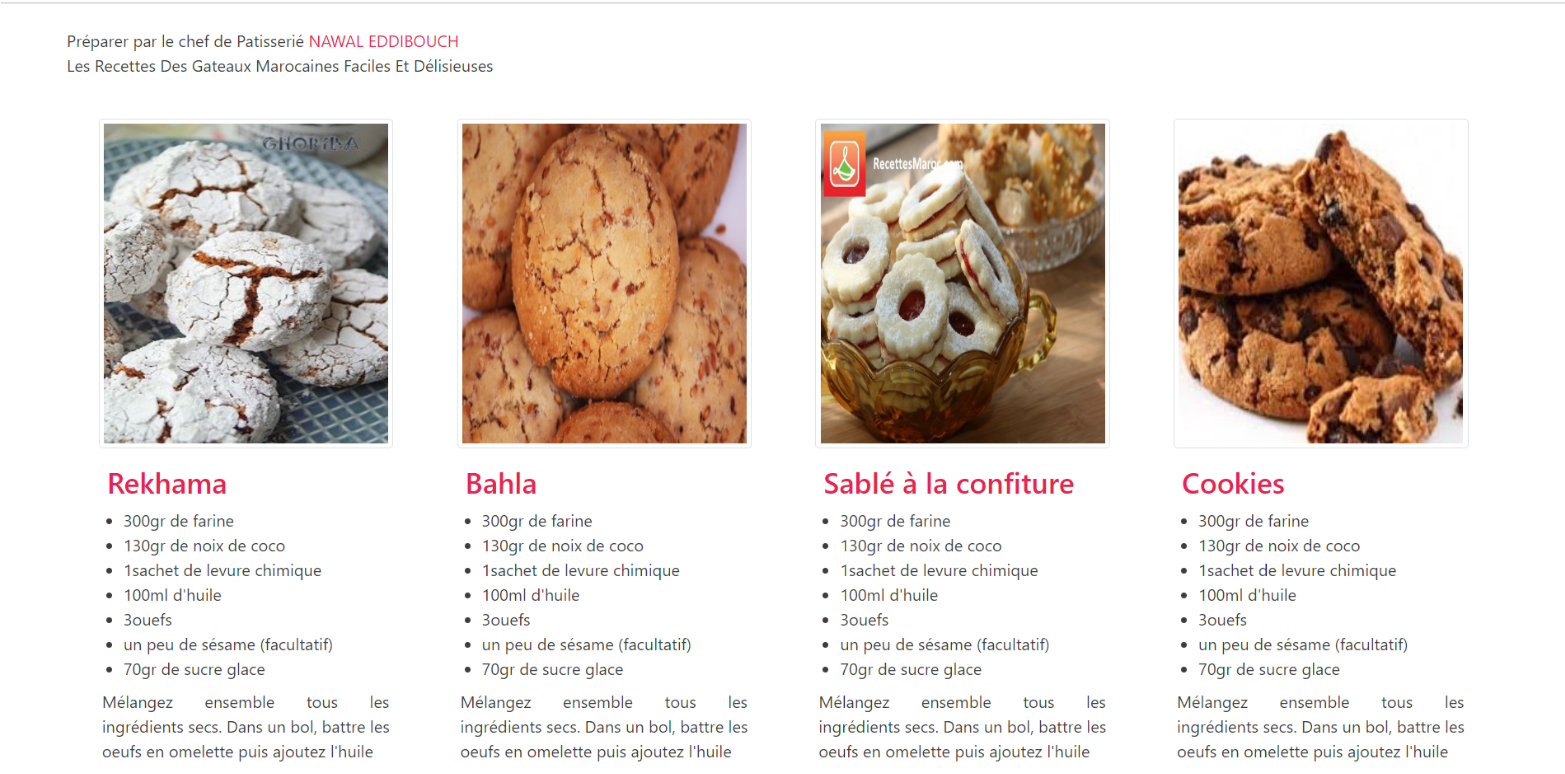 Préparer par le chef de Patisserié NAWAL EDDIBOUCH
Les Recettes Des Gateaux Marocaines Faciles Et Délisieuses
GHORIBA
RecettesMaroc.com
Rekhama
300gr de farine
130gr de noix de coco
1sachet de levure chimique
100ml d'huile
3ouefs
un peu de sésame (facultatif)
70gr de sucre glace
Mélangez ensemble tous les
ingrédients secs. Dans un bol, battre les
oeufs en omelette puis ajoutez l'huile
Bahla
300gr de farine
130gr de noix de coco
1sachet de levure chimique
100ml d'huile
3ouefs
un peu de sésame (facultatif)
70gr de sucre glace
Mélangez ensemble tous les
ingrédients secs. Dans un bol, battre les
oeufs en omelette puis ajoutez l'huile
Sablé à la confiture
300gr de farine
130gr de noix de coco
1sachet de levure chimique
100ml d'huile
3ouefs
un peu de sésame (facultatif)
70gr de sucre glace
Mélangez ensemble tous les
ingrédients secs. Dans un bol, battre les
oeufs en omelette puis ajoutez l'huile
Cookies
300gr de farine
130gr de noix de coco
1sachet de levure chimique
100ml d'huile
3ouefs
un peu de sésame (facultatif)
70gr de sucre glace
Mélangez ensemble tous les
ingrédients secs. Dans un bol, battre les
oeufs en omelette puis ajoutez l'huile